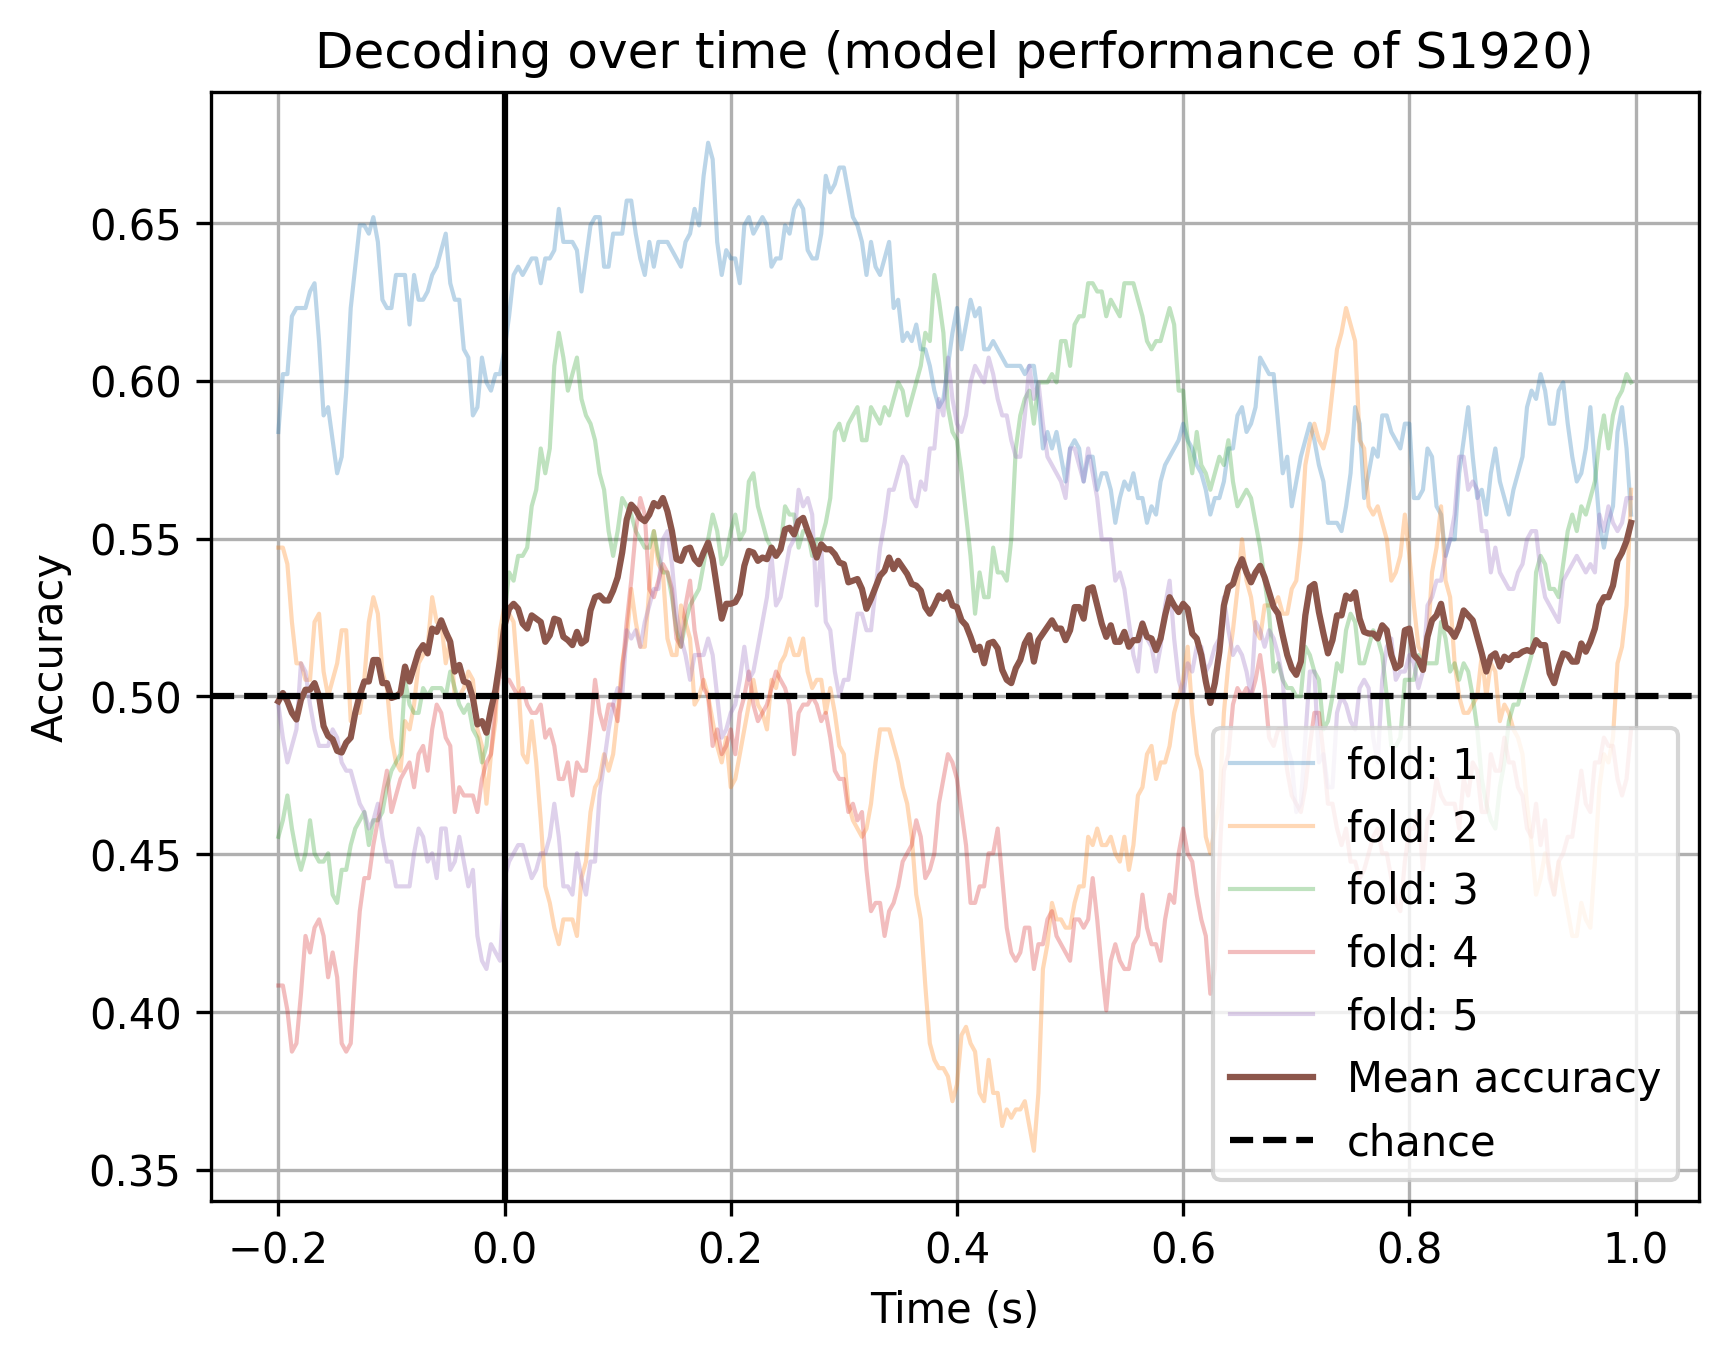 Decoding over time (model performance of S1920)
Accuracy
0.65
0.60
0.55
0.50
0.45
0.40
0.35
fold: 1
fold: 2
fold: 3
fold: 4
fold: 5
Mean accuracy
chance
−0.2 0.0 0.2 0.4 0.6 0.8 1.0
Time (s)